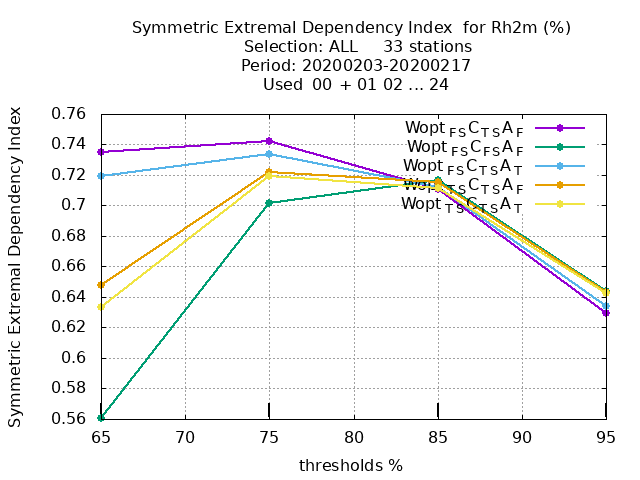 Symmetric Extremal Dependency Index for Rh2m (%)
Selection: ALL 33 stations
Period: 20200203-20200217
Used 00 + 01 02 ... 24
Symmetric Extremal Dependency Index
0.76
0.74
0.72
0.7
0.68
0.66
0.64
0.62
0.6
0.58
0.56
Wopt FS C TS A F
Wopt FS C FS A F
Wopt FS C TS A T
Wopt TS C TS A F
Wopt TS C TS A T
65 70 75 80 85 90 95
thresholds %